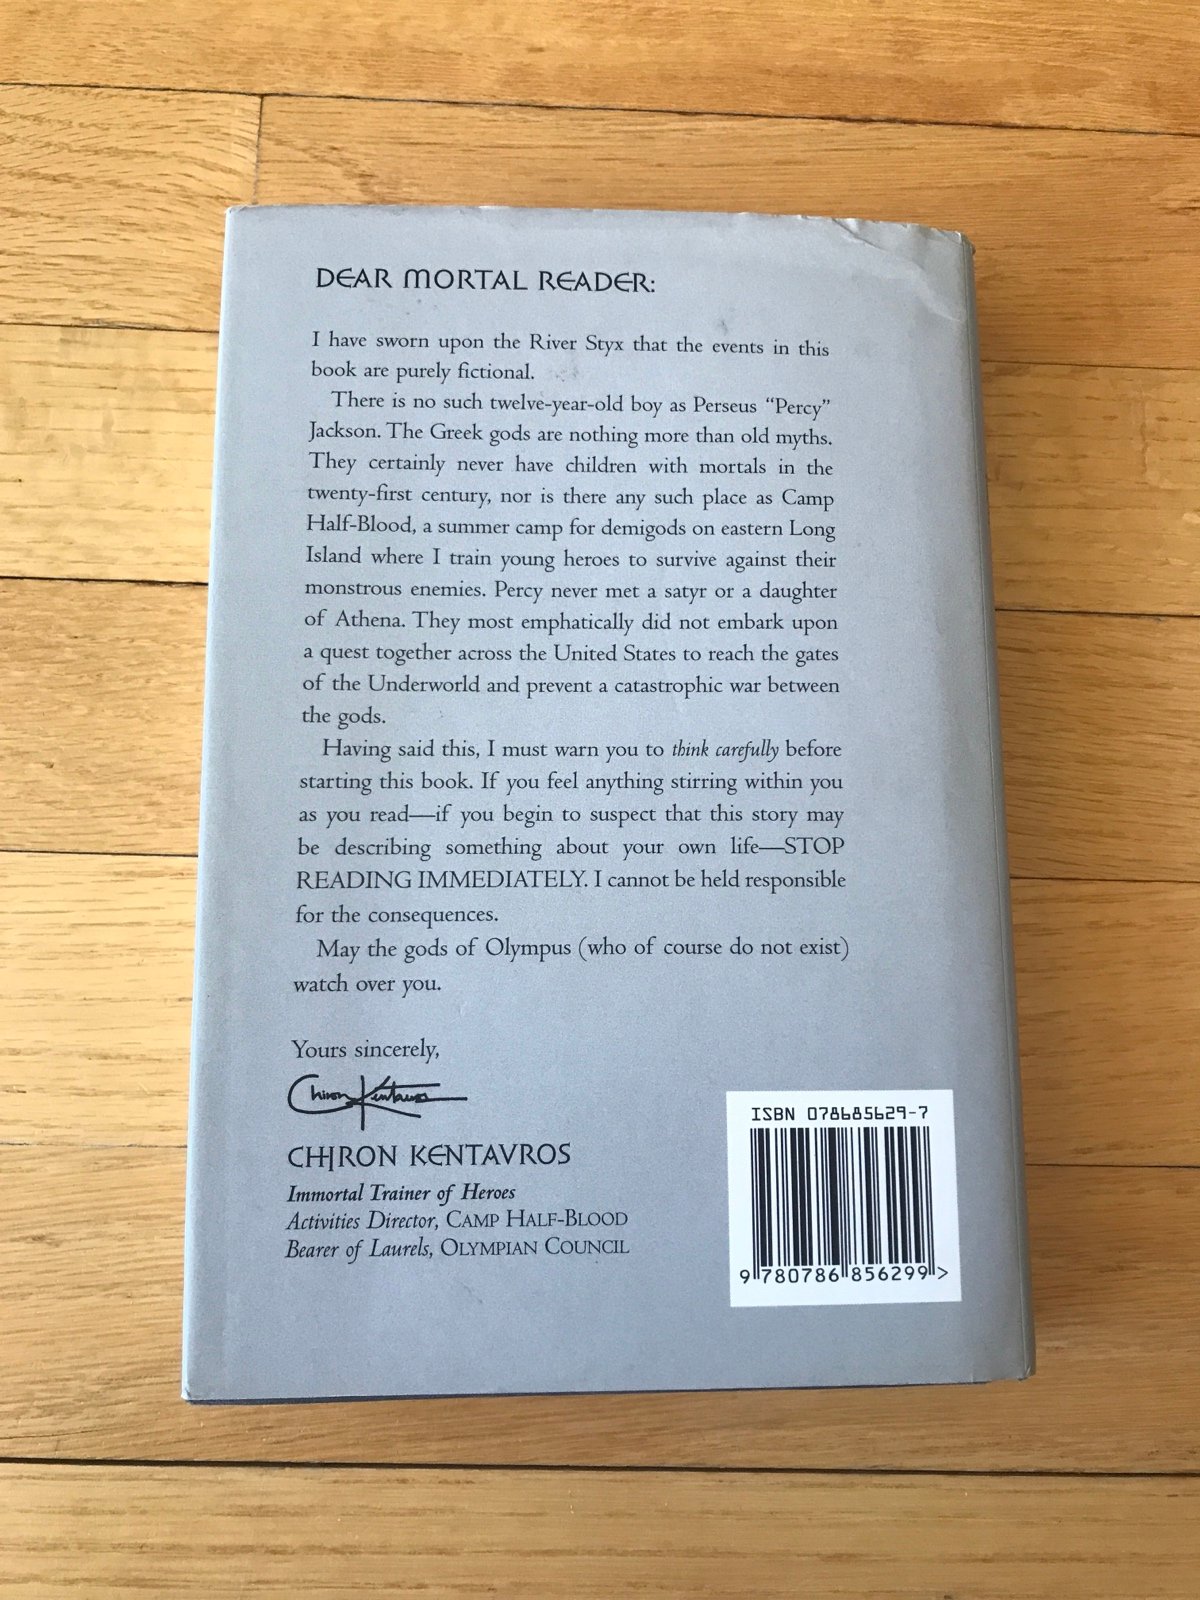 DEAR MORTAL READER:
I have sworn upon the River Styx that the events in this
book are purely fictional.
There is no such twelve-year-old boy as Perseus “Percy”
Jackson. The Greek gods are nothing more than old myths.
They certainly never have children with mortals in the
twenty-first century, nor is there any such place as Camp
Half-Blood, a summer camp for demigods on eastern Long
Island where I train young heroes to survive against their
monstrous enemies. Percy never met a satyr or a daughter
of Athena. They most emphatically did not embark upon
a quest together across the United States to reach the gates
of the Underworld and prevent a catastrophic war between
the gods.
Having said this, I must warn you to think carefully before
starting this book. If you feel anything stirring within you
as you read—if you begin to suspect that this story may
be describing something about your own life—STOP
READING IMMEDIATELY. I cannot be held responsible
for the consequences.
May the gods of Olympus (who of course do not exist)
watch over you.
Yours sincerely,
Chiron Kentauros
CHIRON KENTAVROS
Immortal Trainer of Heroes
Activities Director, CAMP HALF-BLOOD
Bearer of Laurels, OLYMPIAN COUNCIL
ISBN 078685629-7
9 780786 856299 >